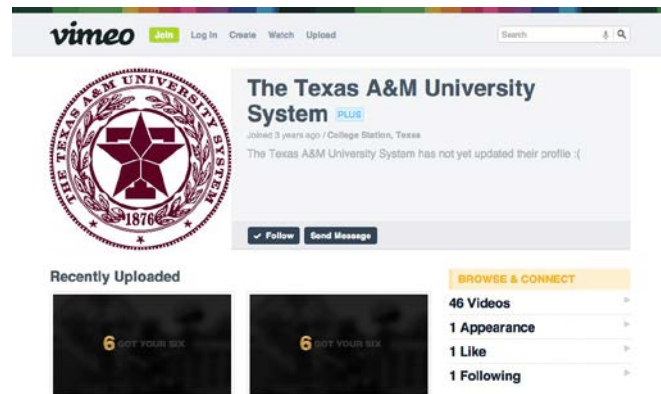 vimeo
Join Log In Create Watch Upload
Search
THE TEXAS A&M UNIVERSITY SYSTEM
1876
The Texas A&M University
System PLUS
Joined 3 years ago / College Station, Texas
The Texas A&M University System has not yet updated their profile :(
✔ Follow Send Message
Recently Uploaded
6 GOT YOUR SIX
6 GOT YOUR SIX
BROWSE & CONNECT
46 Videos
1 Appearance
1 Like
1 Following